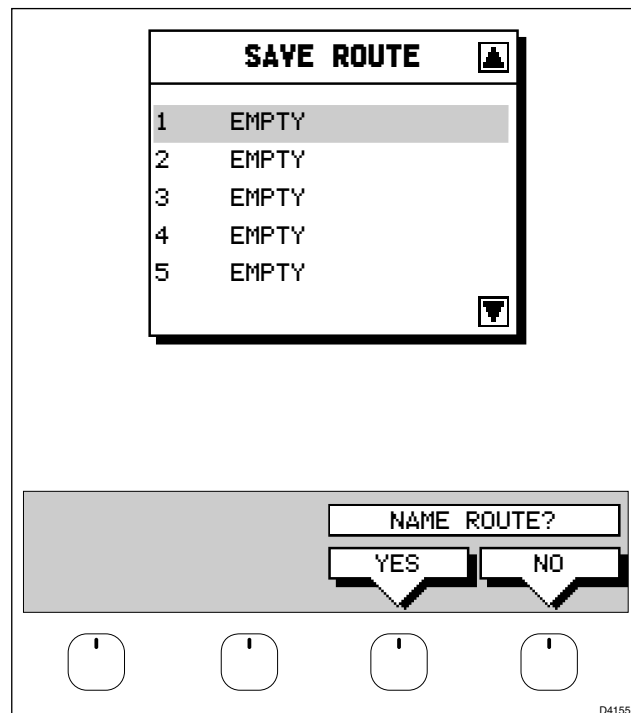 SAVE ROUTE
1 EMPTY
2 EMPTY
3 EMPTY
4 EMPTY
5 EMPTY
NAME ROUTE?
YES NO
D4155